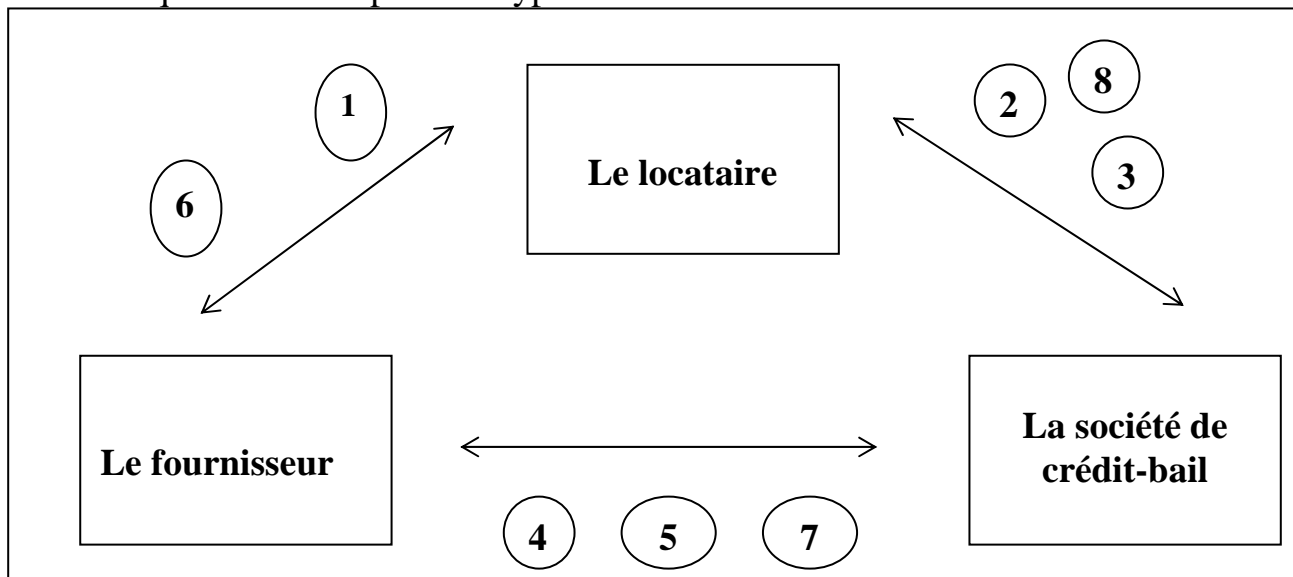 1
2
8
3
6
Le locataire
Le fournisseur
La société de
crédit-bail
4 5 7